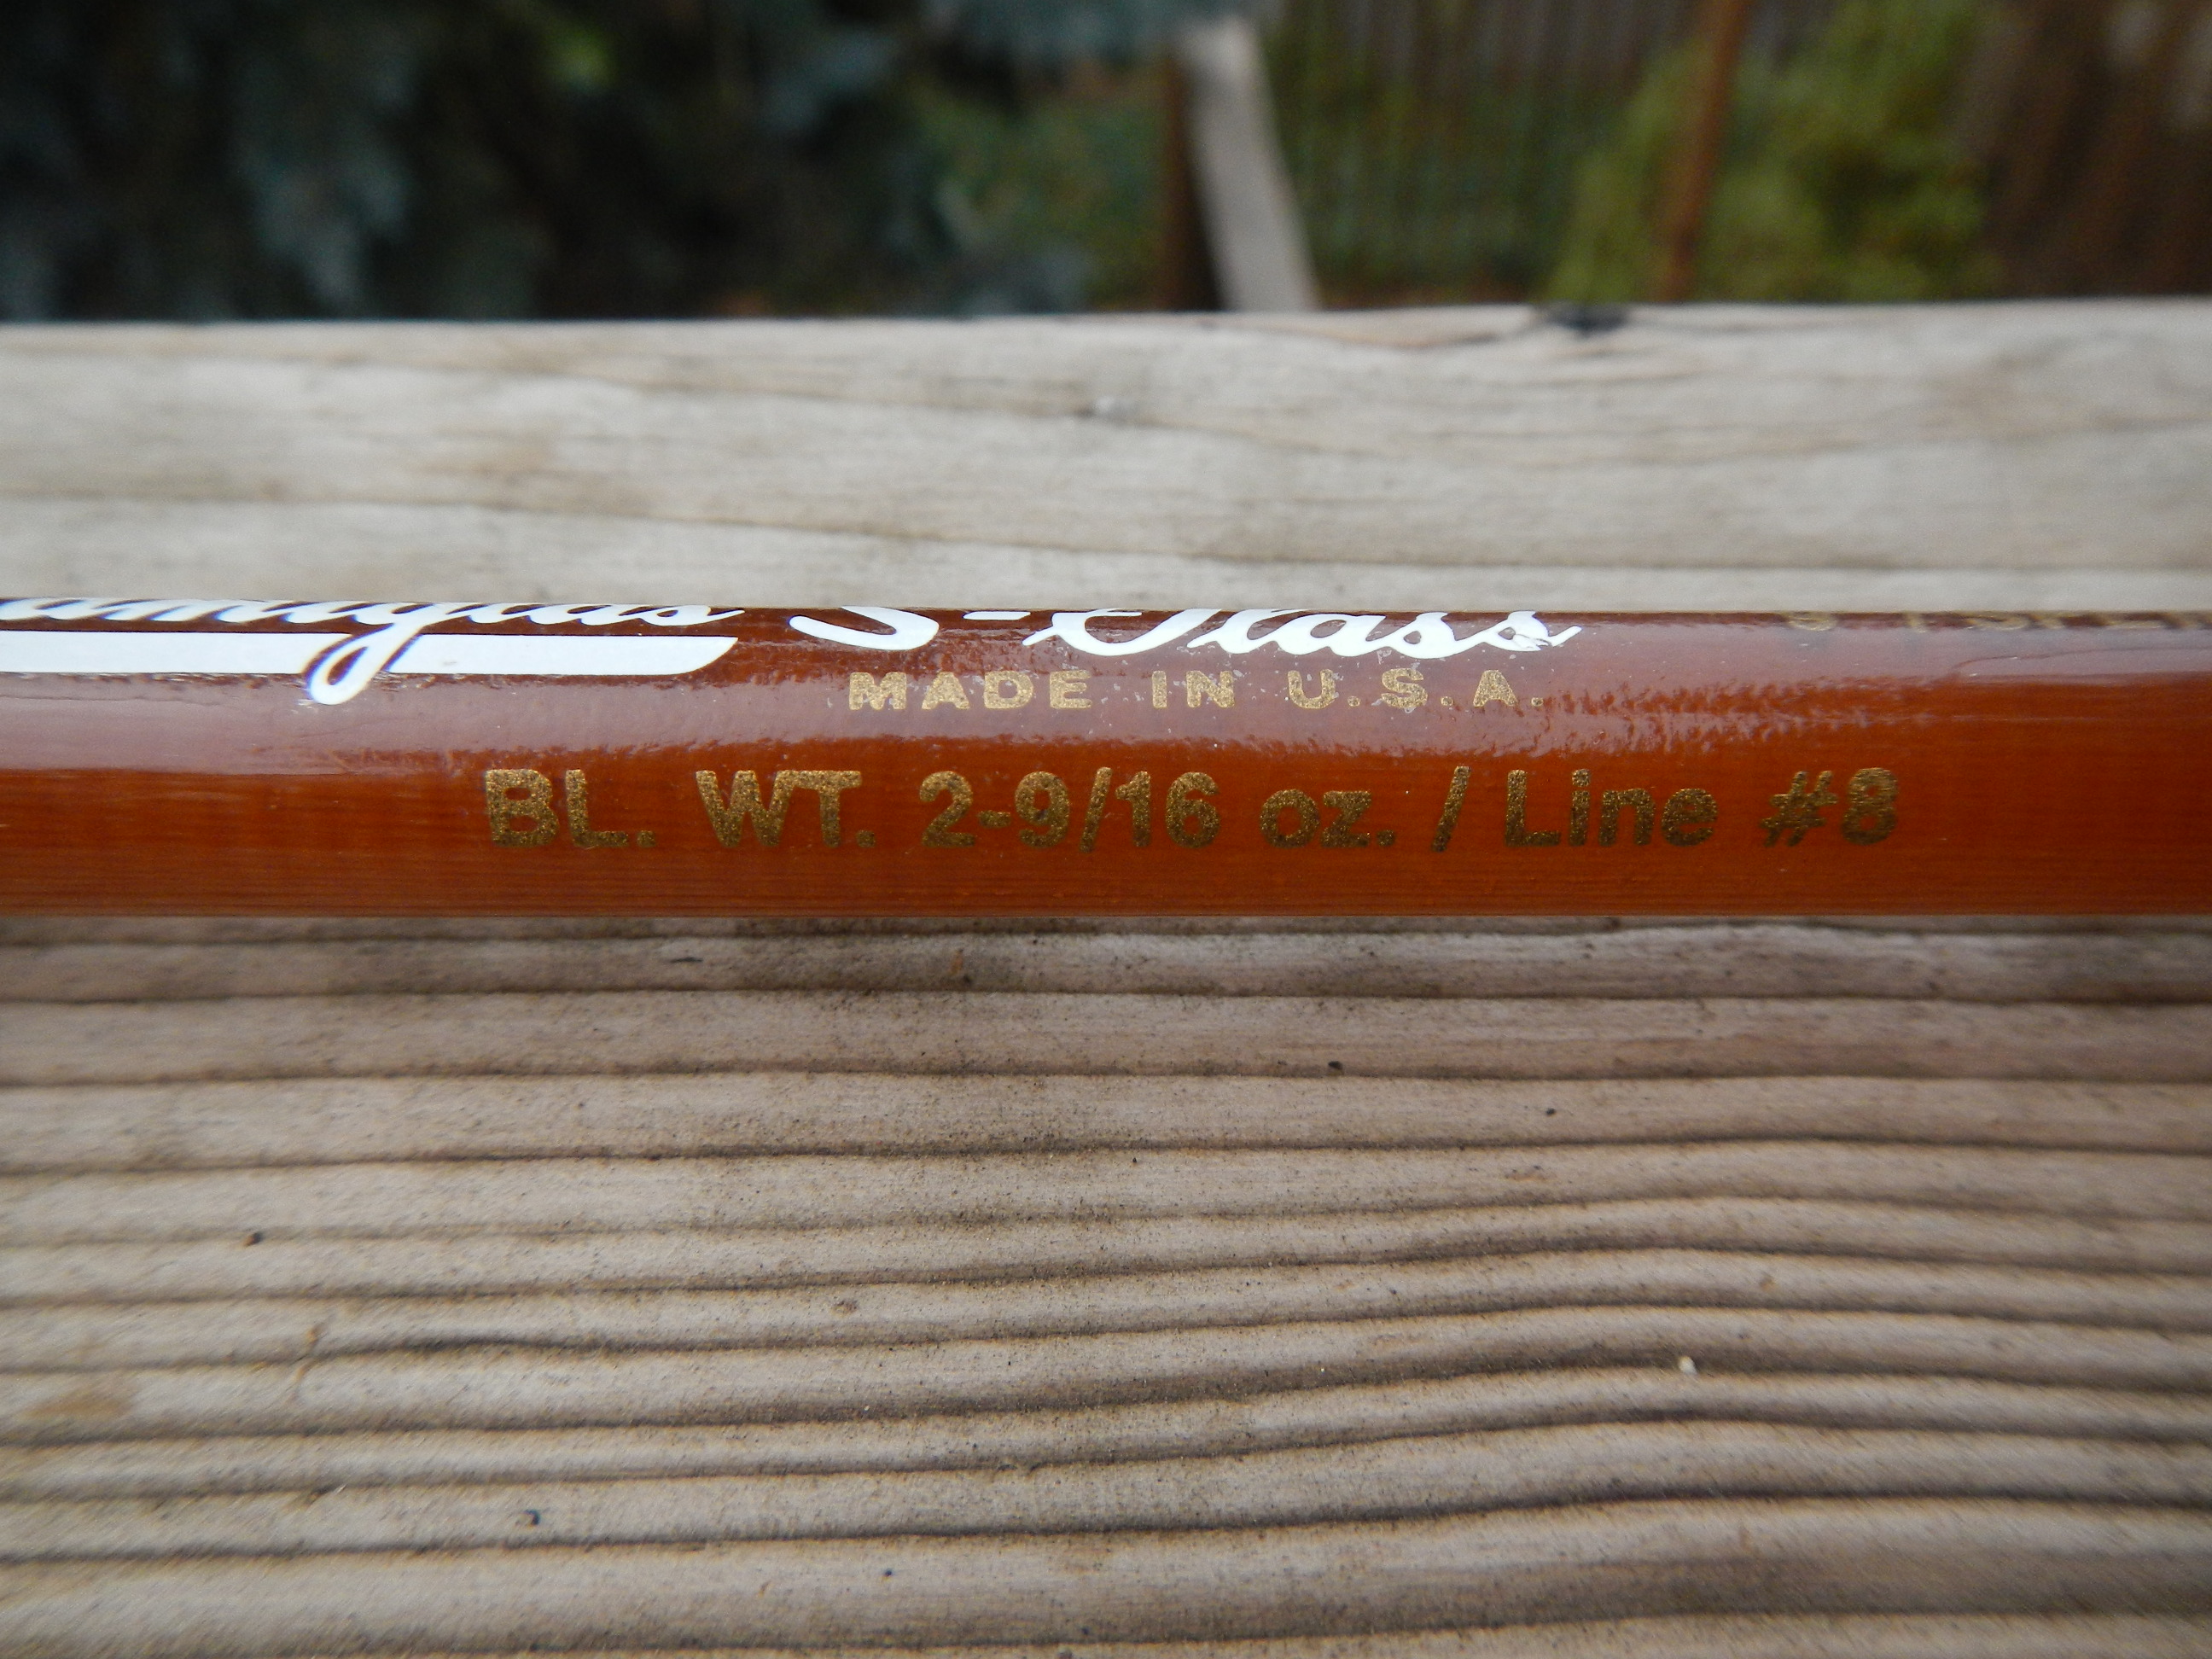 S-Glass
MADE IN U.S.A.
BL. WT. 2-9/16 oz. / Line #8